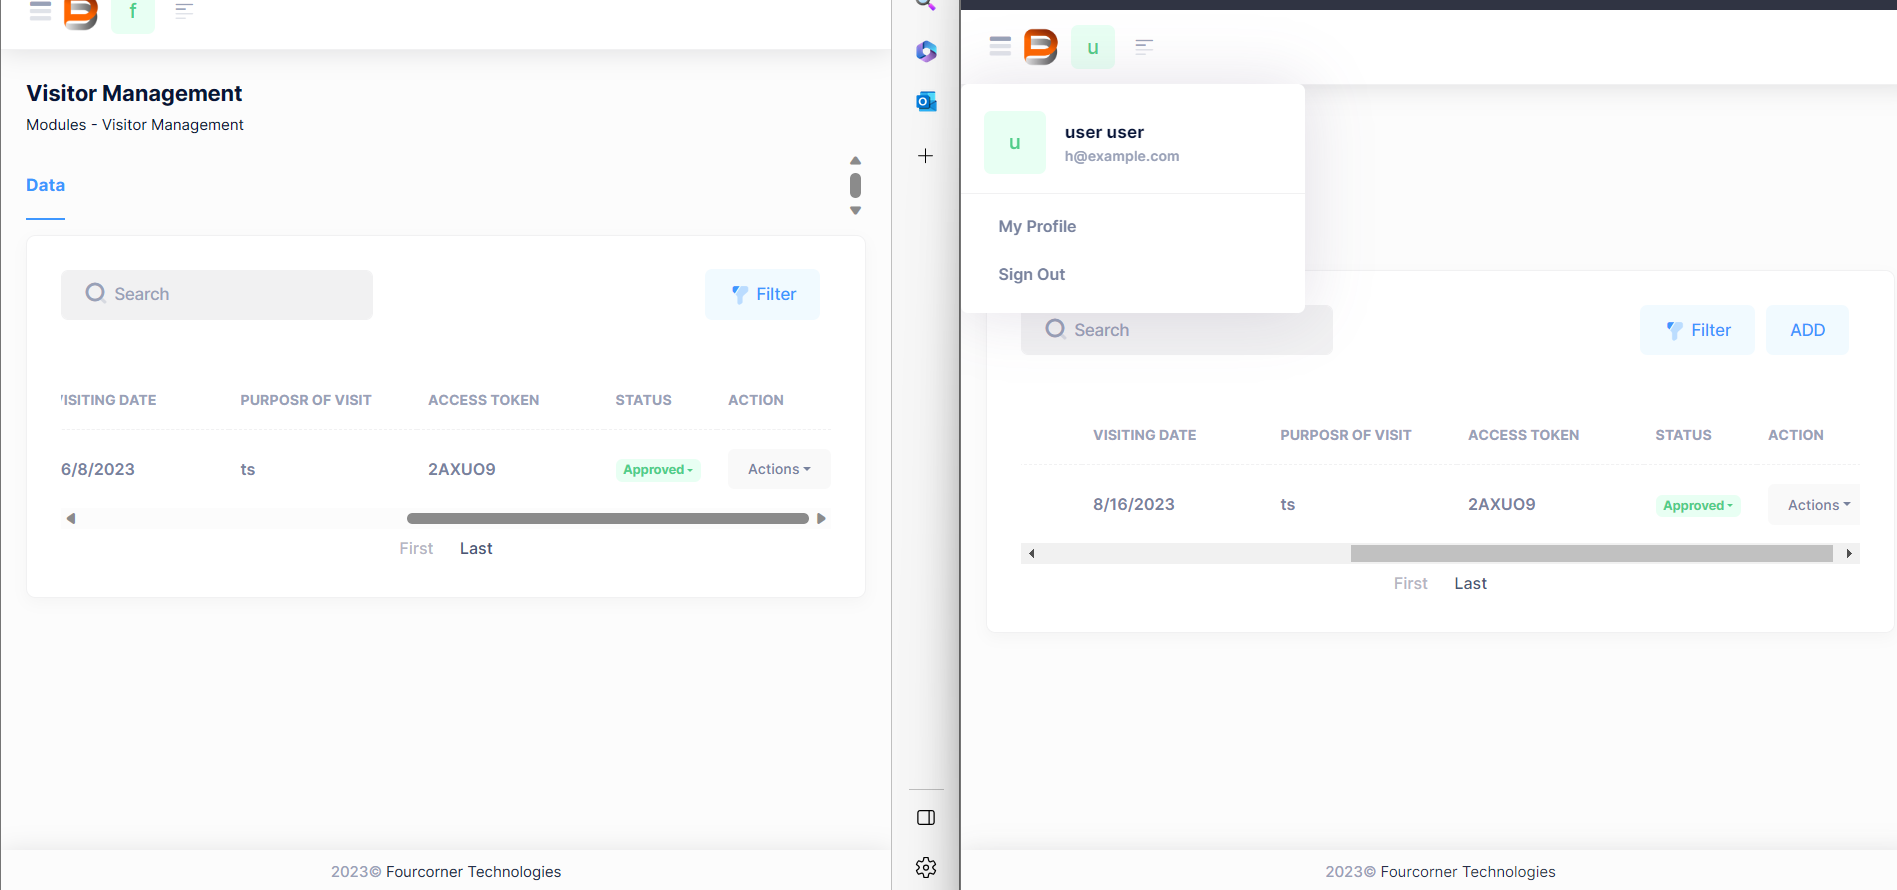 f
Visitor Management
Modules - Visitor Management
Data
Search
Filter
VISITING DATE PURPOSR OF VISIT ACCESS TOKEN STATUS ACTION
6/8/2023 ts 2AXUO9 Approved Actions
First Last
2023© Fourcorner Technologies
u
u
user user
h@example.com
My Profile
Sign Out
Search
Filter ADD
VISITING DATE PURPOSR OF VISIT ACCESS TOKEN STATUS ACTION
8/16/2023 ts 2AXUO9 Approved Actions
First Last
2023© Fourcorner Technologies